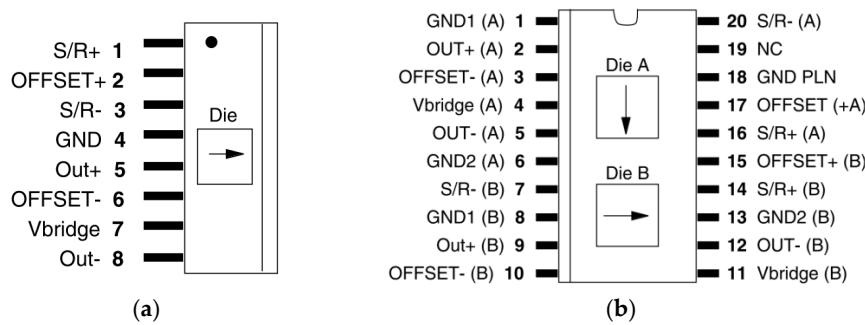 S/R+ 1
OFFSET+ 2
S/R- 3
GND 4
Out+ 5
OFFSET- 6
Vbridge 7
Out- 8
Die
(a)
GND1 (A) 1
OUT+ (A) 2
OFFSET- (A) 3
Vbridge (A) 4
OUT- (A) 5
GND2 (A) 6
S/R- (B) 7
GND1 (B) 8
Out+ (B) 9
OFFSET- (B) 10
Die A
Die B
20 S/R- (A)
19 NC
18 GND PLN
17 OFFSET (+A)
16 S/R+ (A)
15 OFFSET+ (B)
14 S/R+ (B)
13 GND2 (B)
12 OUT- (B)
11 Vbridge (B)
(b)